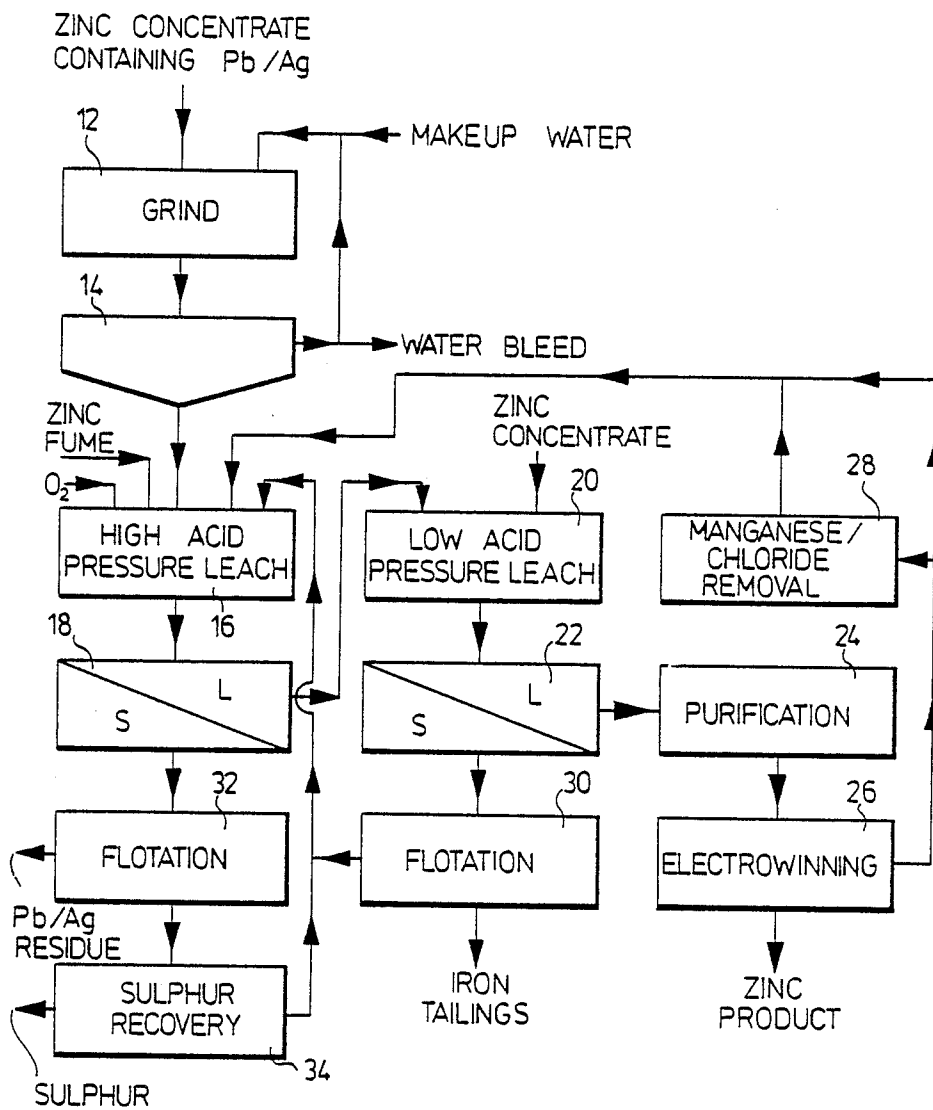 ZINC CONCENTRATE
CONTAINING Pb/Ag
12
MAKEUP WATER
GRIND
14
WATER BLEED
ZINC
FUME
O₂
ZINC
CONCENTRATE
20
28
HIGH ACID
PRESSURE LEACH
LOW ACID
PRESSURE LEACH
MANGANESE/
CHLORIDE
REMOVAL
16
18
L
S
22
L
S
24
PURIFICATION
32
FLOTATION
30
FLOTATION
26
ELECTROWINNING
Pb/Ag
RESIDUE
SULPHUR
RECOVERY
34
IRON
TAILINGS
ZINC
PRODUCT
SULPHUR